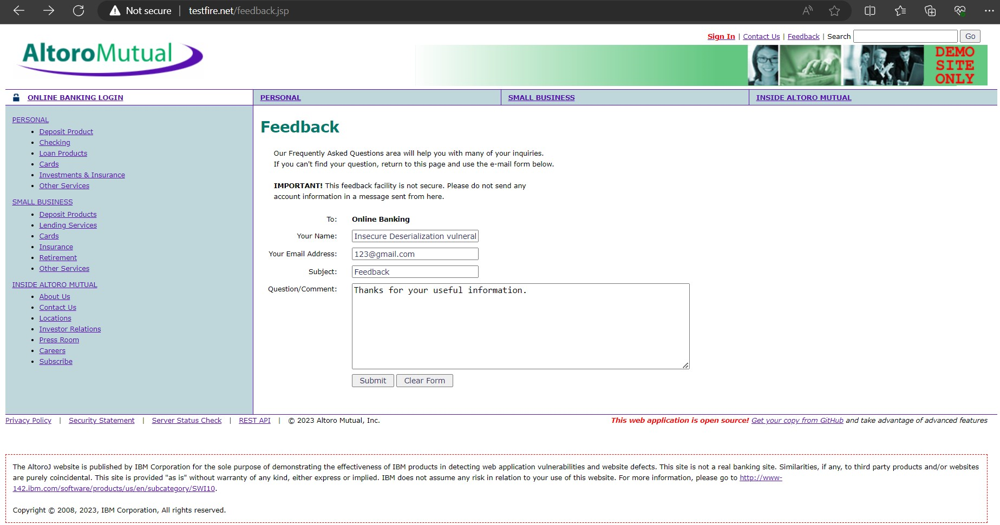 Not secure | testfire.net/feedback.jsp
Sign In | Contact Us | Feedback | Search Go
AltoroMutual
DEMO
SITE
ONLY
ONLINE BANKING LOGIN
PERSONAL
SMALL BUSINESS
INSIDE ALTORO MUTUAL
PERSONAL
Deposit Product
Checking
Loan Products
Cards
Investments & Insurance
Other Services
SMALL BUSINESS
Deposit Products
Lending Services
Cards
Insurance
Retirement
Other Services
INSIDE ALTORO MUTUAL
About Us
Contact Us
Locations
Investor Relations
Press Room
Careers
Subscribe
Feedback
Our Frequently Asked Questions area will help you with many of your inquiries.
If you can't find your question, return to this page and use the e-mail form below.
IMPORTANT! This feedback facility is not secure. Please do not send any
account information in a message sent from here.
To: Online Banking
Your Name: Insecure Deserialization vulneral
Your Email Address: 123@gmail.com
Subject: Feedback
Question/Comment: Thanks for your useful information.
Submit Clear Form
Privacy Policy | Security Statement | Server Status Check | REST API | © 2023 Altoro Mutual, Inc.
This web application is open source! Get your copy from GitHub and take advantage of advanced features
The AltoroJ website is published by IBM Corporation for the sole purpose of demonstrating the effectiveness of IBM products in detecting web application vulnerabilities and website defects. This site is not a real banking site. Similarities, if any, to third party products and/or websites
are purely coincidental. This site is provided "as is" without warranty of any kind, either express or implied. IBM does not assume any risk in relation to your use of this website. For more information, please go to http://www-
142.ibm.com/software/products/us/en/subcategory/SWI10.
Copyright © 2008, 2023, IBM Corporation, All rights reserved.